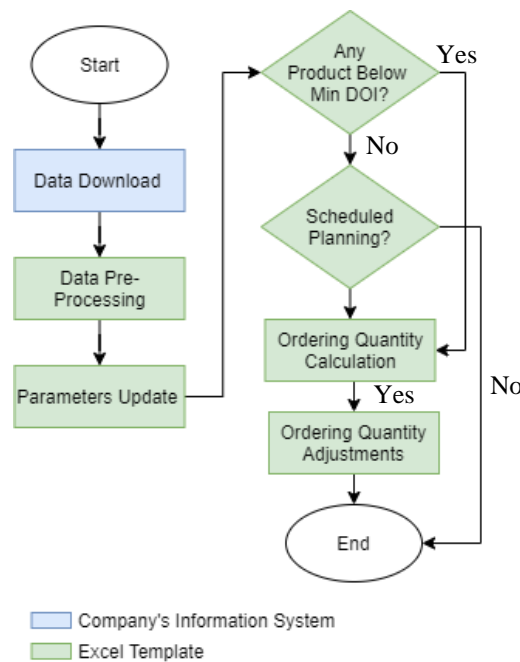 Start
Data Download
Data Pre-
Processing
Parameters Update
Any
Product Below
Min DOI?
Yes
No
Scheduled
Planning?
Ordering Quantity
Calculation
Yes
No
Ordering Quantity
Adjustments
End
Company's Information System
Excel Template